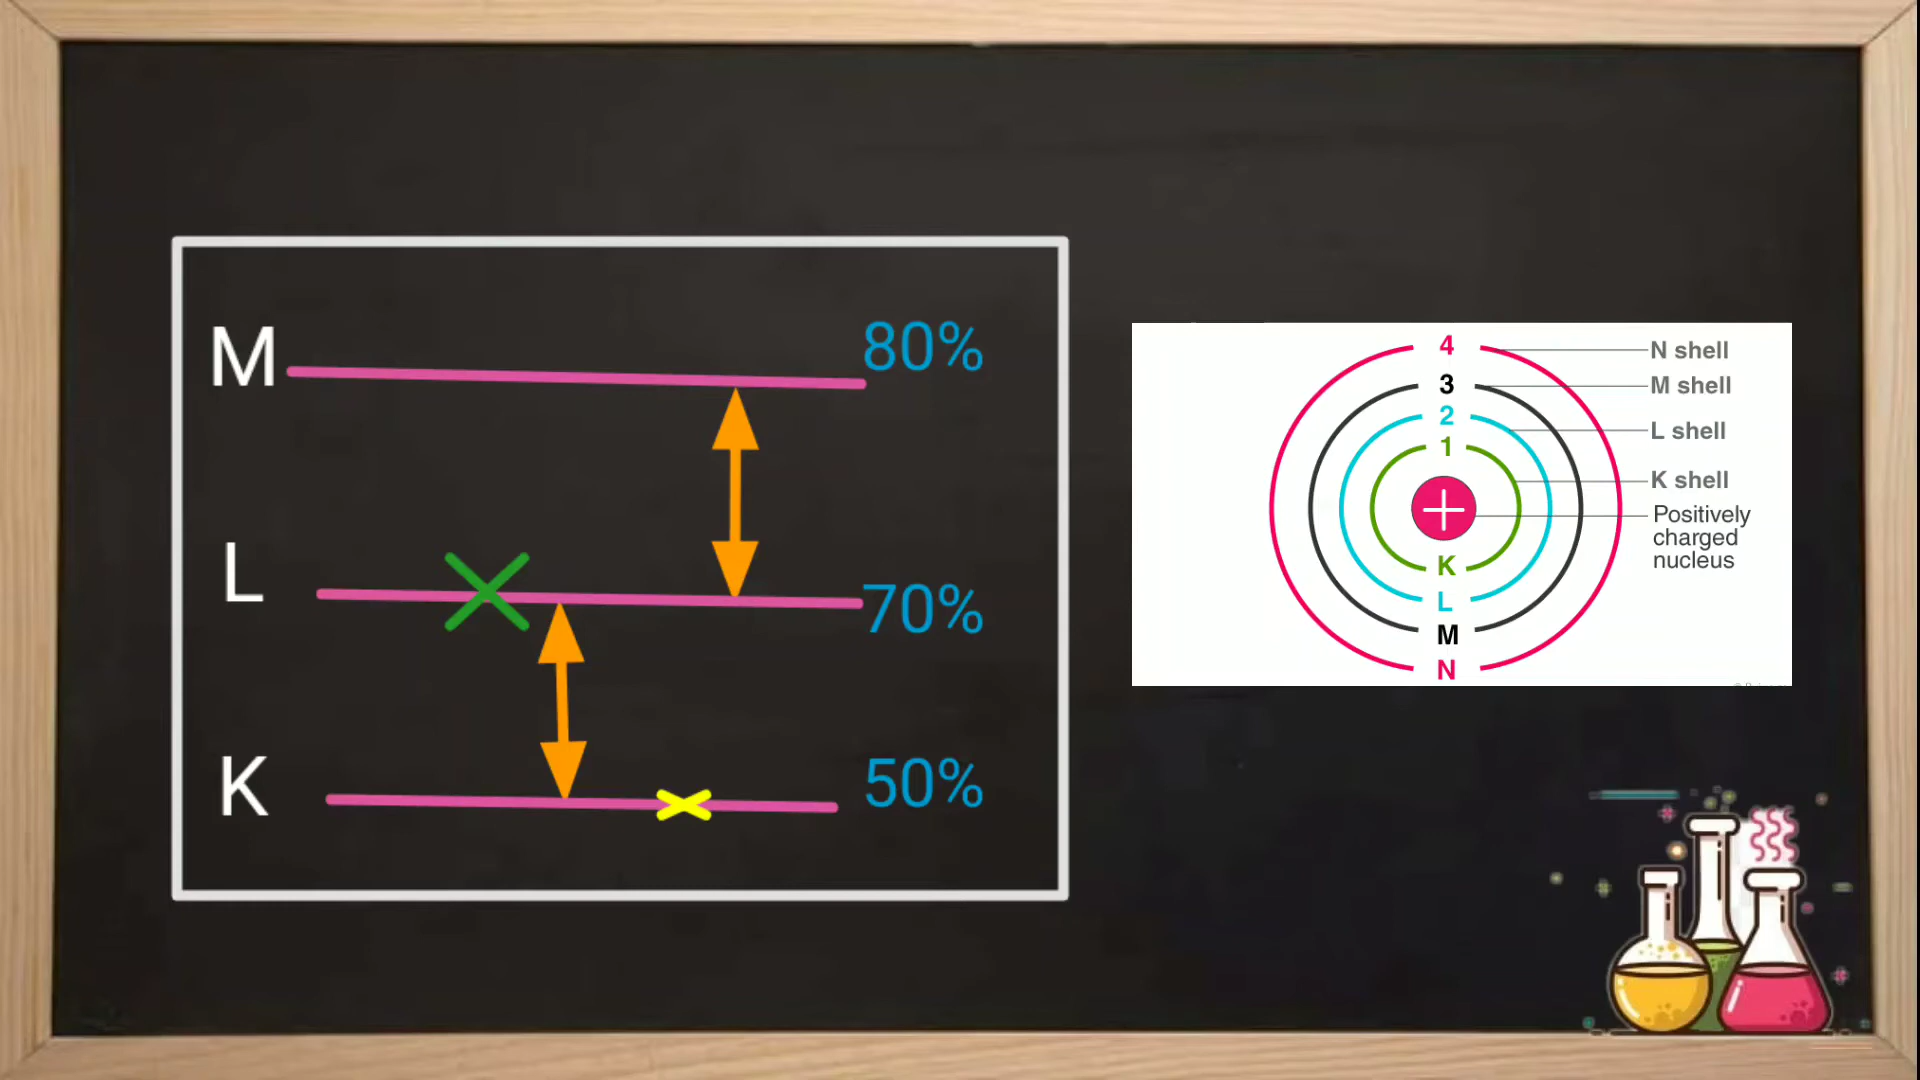 M 80%
L 70%
K 50%
4
N shell
3
M shell
2
L shell
1
K shell
Positively
charged
nucleus
K
L
M
N